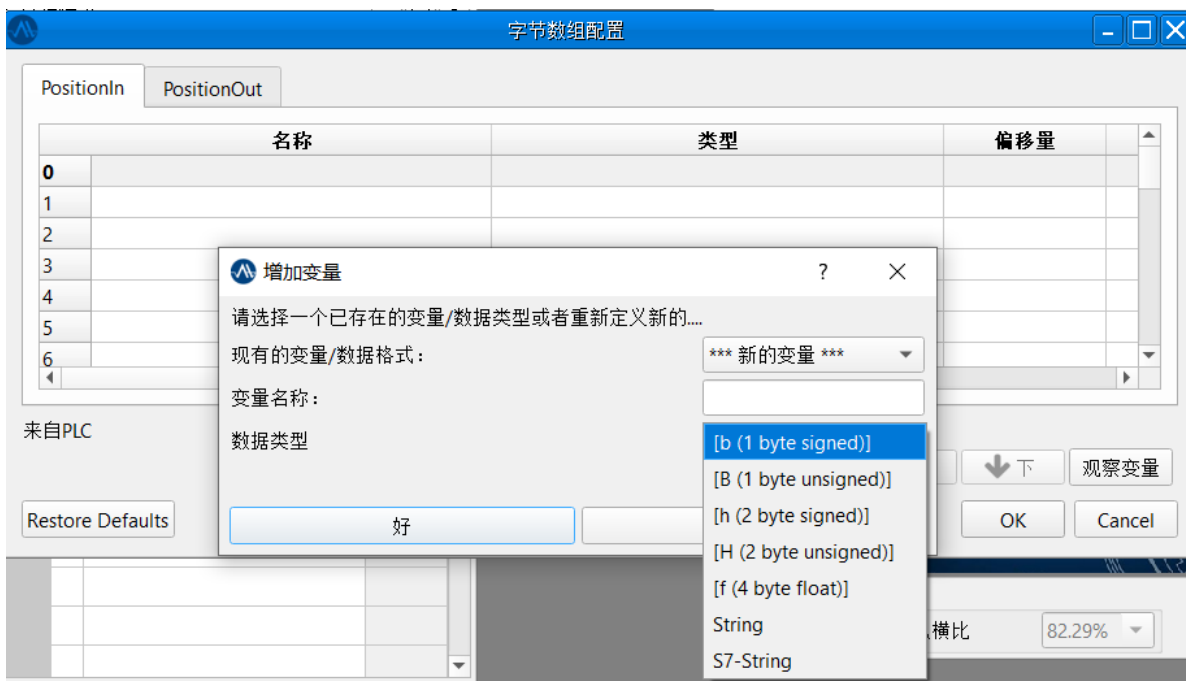 字节数组配置
PositionIn PositionOut
名称 类型 偏移量
0
1
2
3
4
5
6
增加变量 ?
请选择一个已存在的变量/数据类型或者重新定义新的....
现有的变量/数据格式: *** 新的变量 ***
变量名称:
数据类型
[b (1 byte signed)]
[B (1 byte unsigned)]
[h (2 byte signed)]
[H (2 byte unsigned)]
[f (4 byte float)]
String
S7-String
好
来自PLC
下 观察变量
Restore Defaults OK Cancel
横比 82.29%